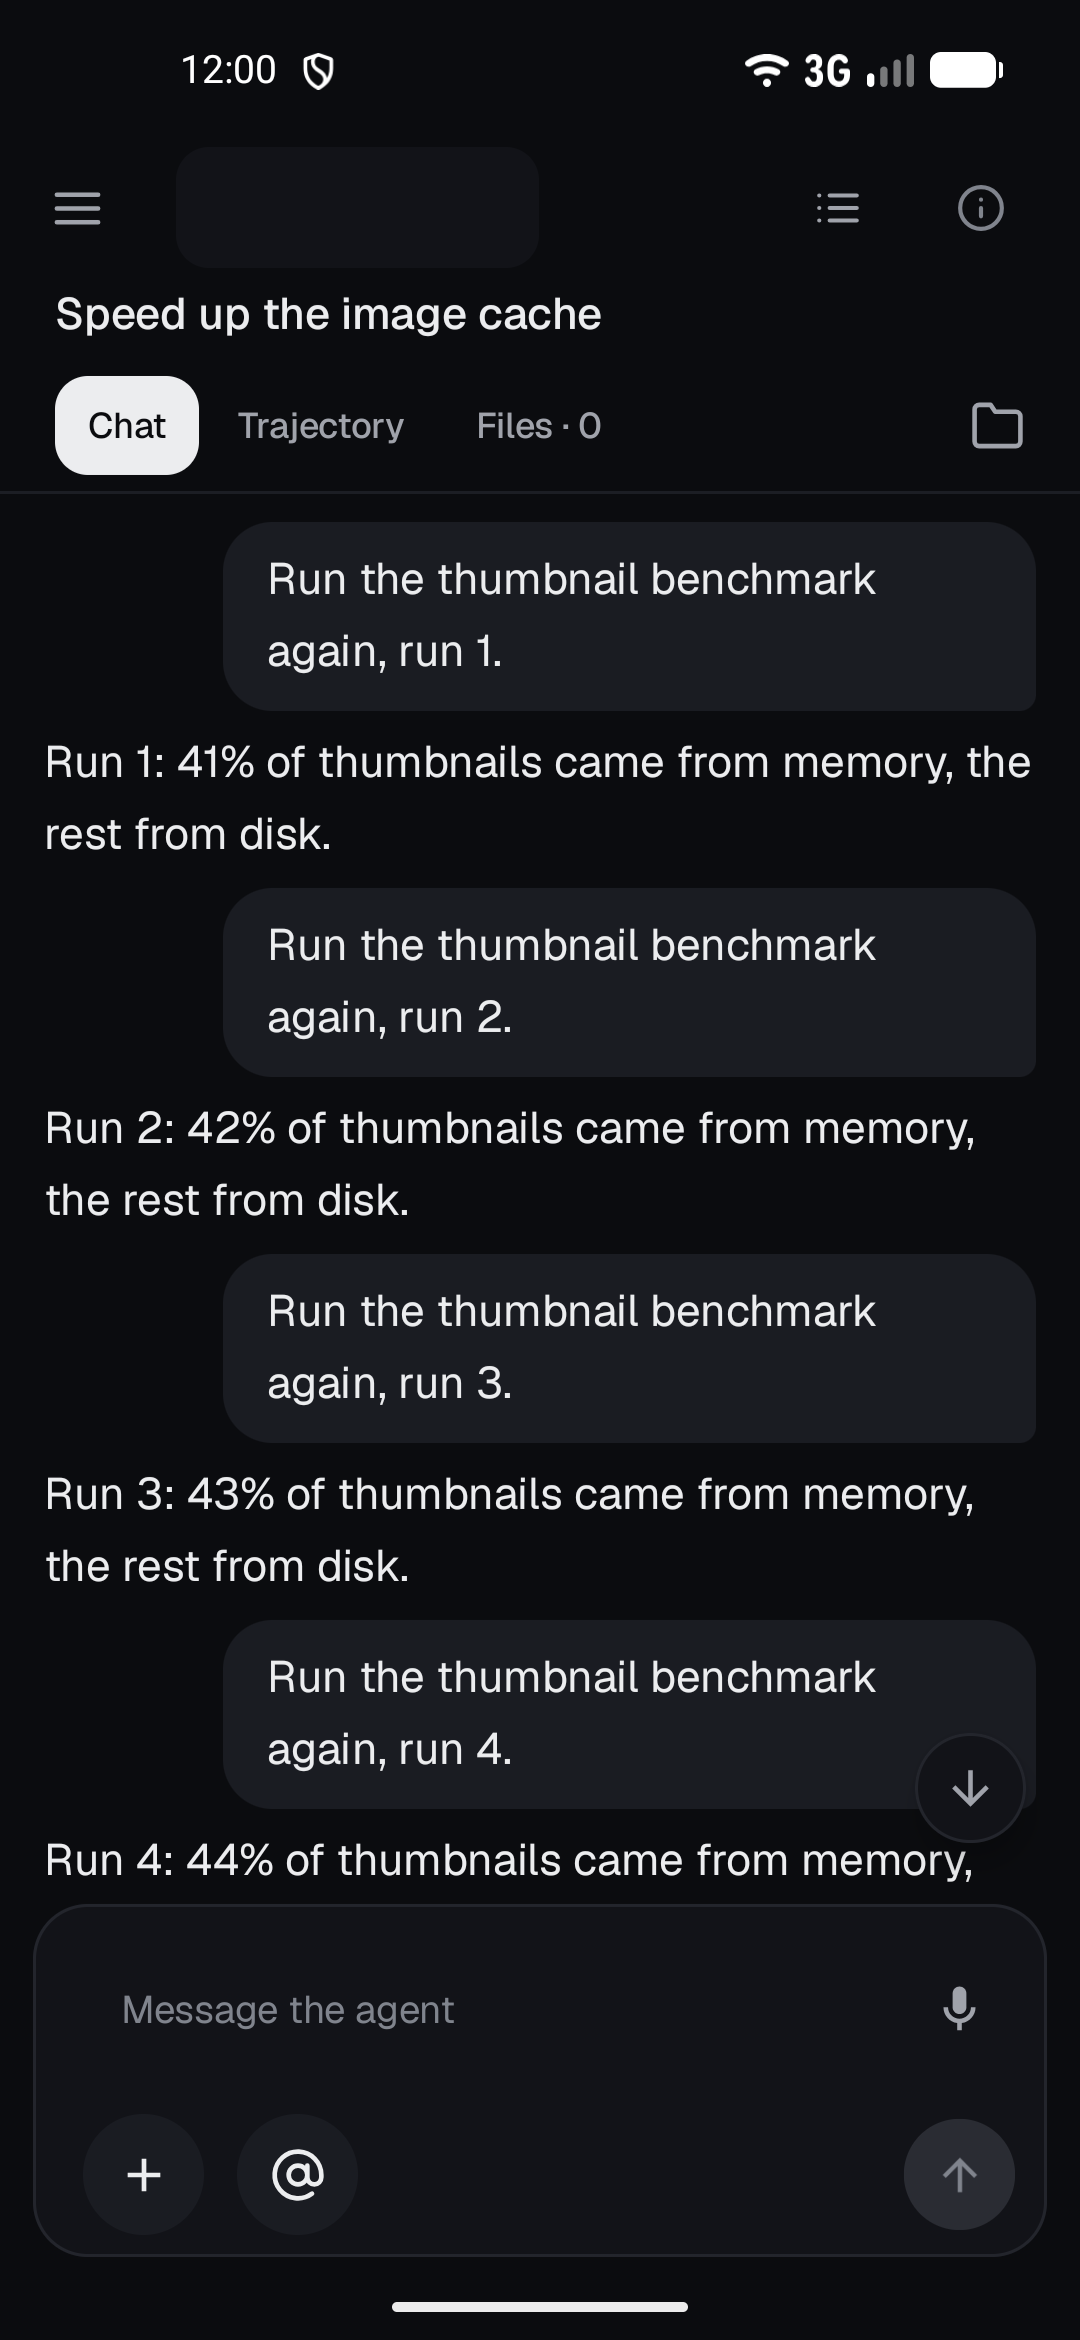 12:00
3G
Speed up the image cache
Chat
Trajectory
Files · 0
Run the thumbnail benchmark
again, run 1.
Run 1: 41% of thumbnails came from memory, the
rest from disk.
Run the thumbnail benchmark
again, run 2.
Run 2: 42% of thumbnails came from memory,
the rest from disk.
Run the thumbnail benchmark
again, run 3.
Run 3: 43% of thumbnails came from memory,
the rest from disk.
Run the thumbnail benchmark
again, run 4.
Run 4: 44% of thumbnails came from memory,
Message the agent